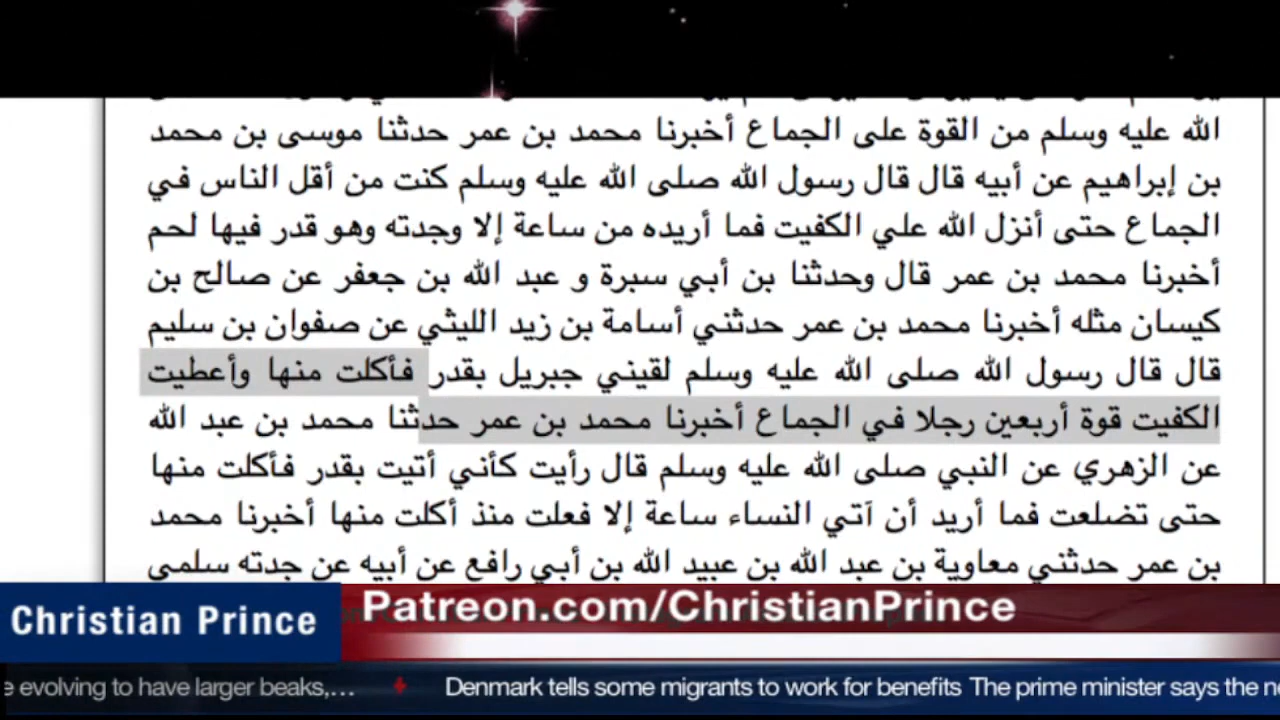 الله عليه وسلم من القوة على الجماع أخبرنا محمد بن عمر حدثنا موسى بن محمد
بن إبراهيم عن أبيه قال قال رسول الله صلى الله عليه وسلم كنت من أقل الناس في
الجماع حتى أنزل الله علي الكفيت فما أريده من ساعة إلا وجدته وهو قدر فيها لحم
أخبرنا محمد بن عمر قال وحدثنا بن أبي سبرة و عبد الله بن جعفر عن صالح بن
كيسان مثله أخبرنا محمد بن عمر حدثني أسامة بن زيد الليثي عن صفوان بن سليم
قال قال رسول الله صلى الله عليه وسلم لقيني جبريل بقدر فأكلت منها وأعطيت
الكفيت قوة أربعين رجلا في الجماع أخبرنا محمد بن عمر حدثنا محمد بن عبد الله
عن الزهري عن النبي صلى الله عليه وسلم قال رأيت كأني أتيت بقدر فأكلت منها
حتى تضلعت فما أريد أن آتي النساء ساعة إلا فعلت منذ أكلت منها أخبرنا محمد
بن عمر حدثني معاوية بن عبد الله بن عبيد الله بن أبي رافع عن أبيه عن جدته سلمى
Christian Prince
Patreon.com/ChristianPrince
e evolving to have larger beaks,... Denmark tells some migrants to work for benefits The prime minister says the